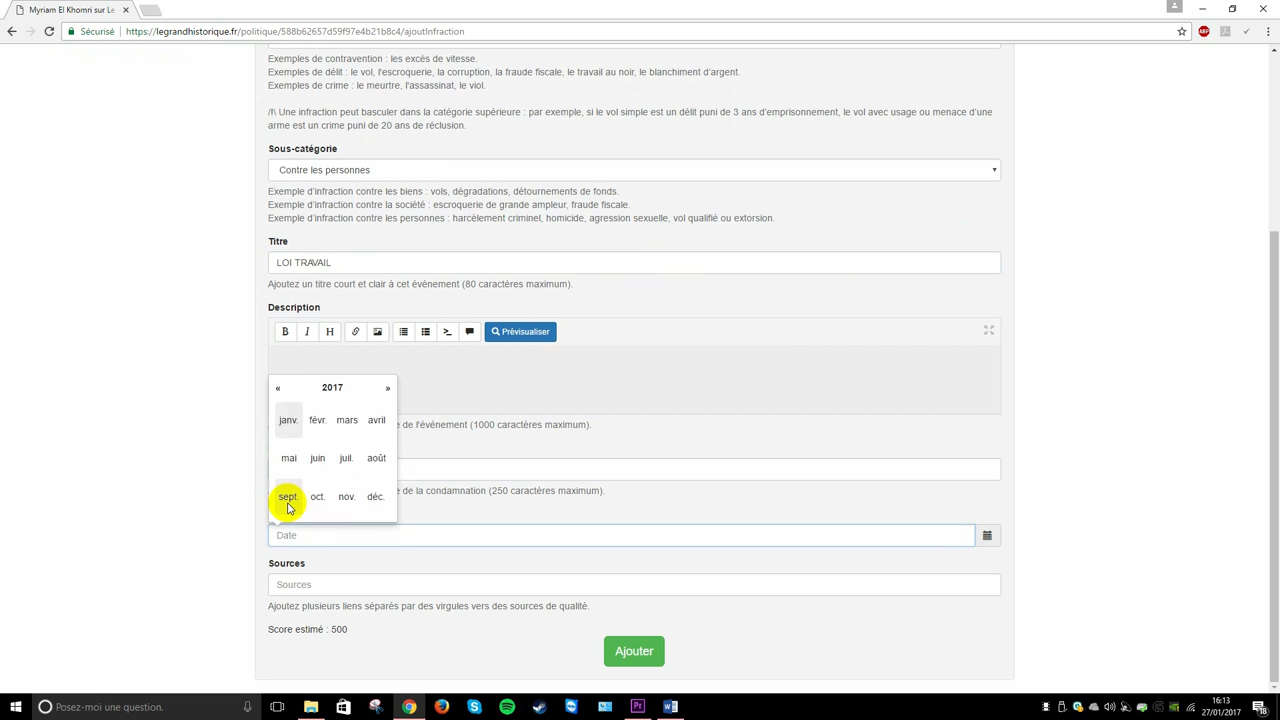 Myriam El Khomri sur Le
Sécurisé
https://legrandhistorique.fr/politique/588b62657d59f97e4b21b8c4/ajoutInfraction
Exemples de contravention : les excès de vitesse.
Exemples de délit : le vol, l'escroquerie, la corruption, la fraude fiscale, le travail au noir, le blanchiment d'argent.
Exemples de crime : le meurtre, l'assassinat, le viol.
/!\ Une infraction peut basculer dans la catégorie supérieure : par exemple, si le vol simple est un délit puni de 3 ans d'emprisonnement, le vol avec usage ou menace d'une
arme est un crime puni de 20 ans de réclusion.
Sous-catégorie
Contre les personnes
Exemple d'infraction contre les biens : vols, dégradations, détournements de fonds.
Exemple d'infraction contre la société : escroquerie de grande ampleur, fraude fiscale.
Exemple d'infraction contre les personnes : harcèlement criminel, homicide, agression sexuelle, vol qualifié ou extorsion.
Titre
LOI TRAVAIL
Ajoutez un titre court et clair à cet événement (80 caractères maximum).
Description
B I H Prévisualiser
« 2017 »
janv. févr. mars avril
e de l'événement (1000 caractères maximum).
mai juin juil. août
e de la condamnation (250 caractères maximum).
sept. oct. nov. déc.
Date
Sources
Sources
Ajoutez plusieurs liens séparés par des virgules vers des sources de qualité.
Score estimé : 500
Ajouter
Posez-moi une question.
16:13
27/01/2017
18